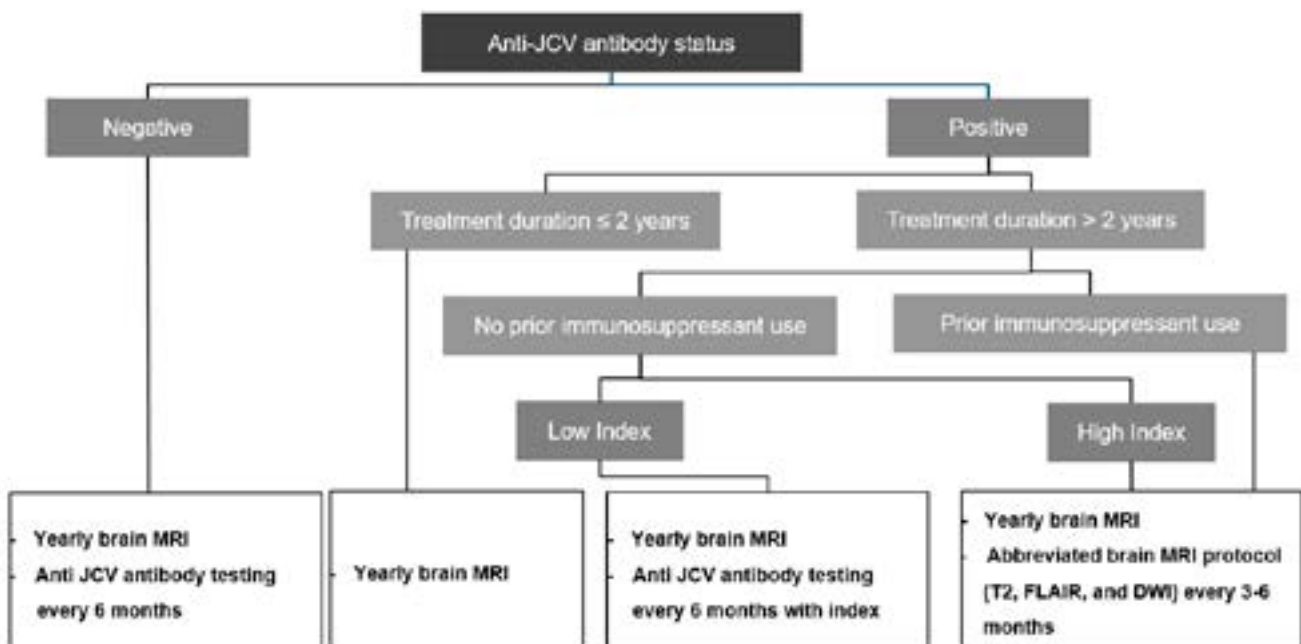 Anti-JCV antibody status
Negative
Positive
Treatment duration ≤ 2 years
Treatment duration > 2 years
No prior immunosuppressant use
Prior immunosuppressant use
Low Index
High Index
- Yearly brain MRI
- Anti JCV antibody testing
every 6 months
- Yearly brain MRI
- Yearly brain MRI
- Anti JCV antibody testing
every 6 months with index
- Yearly brain MRI
- Abbreviated brain MRI protocol
(T2, FLAIR, and DWI) every 3-6
months